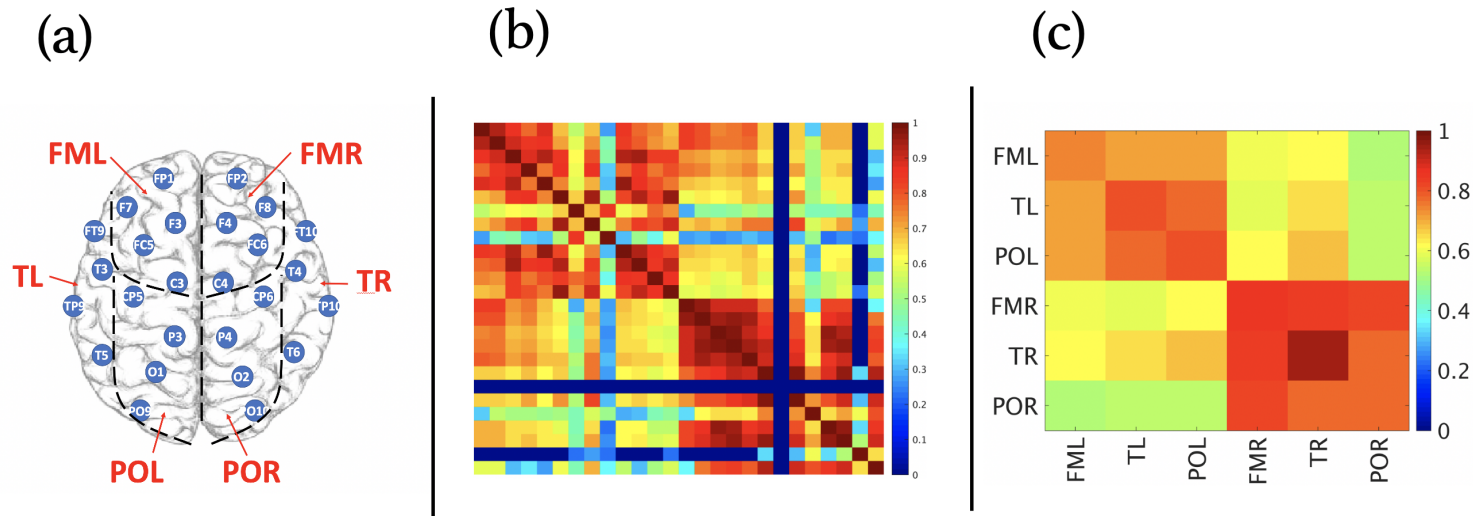 (a)
FML
FMR
FP1
FP2
F7
F8
F3
F4
FT9
FT10
FC5
FC6
T3
T4
TL
TR
C3
C4
CP5
CP6
TP9
TP10
P3
P4
T5
T6
O1
O2
PO9
PO10
POL
POR
(b)
1
0.9
0.8
0.7
0.6
0.5
0.4
0.3
0.2
0.1
0
(c)
FML
TL
POL
FMR
TR
POR
FML
TL
POL
FMR
TR
POR
1
0.8
0.6
0.4
0.2
0